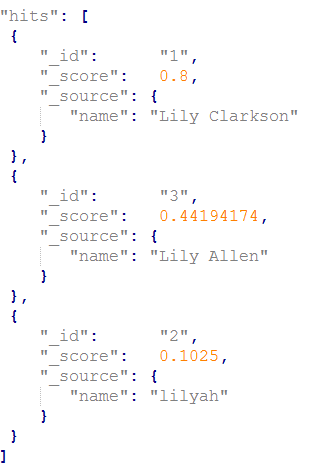 "hits": [
 {
    "_id":      "1",
    "_score":   0.8,
    "_source": {
       "name": "Lily Clarkson"
    }
 },
 {
    "_id":      "3",
    "_score":   0.44194174,
    "_source": {
       "name": "Lily Allen"
    }
 },
 {
    "_id":      "2",
    "_score":   0.1025,
    "_source": {
       "name": "lilyah"
    }
 }
]